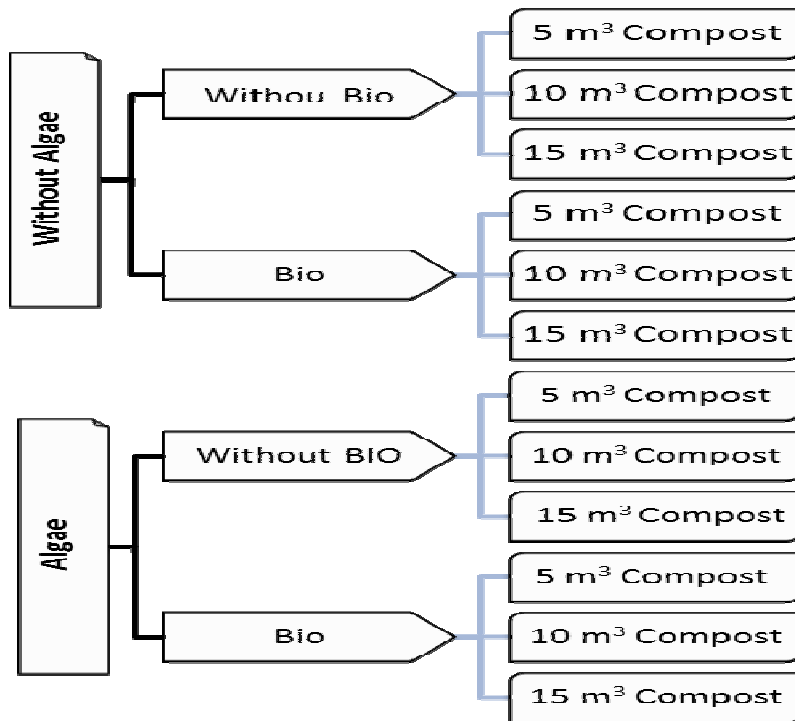 Without Algae
Withou Bio
5 m³ Compost
10 m³ Compost
15 m³ Compost
Bio
5 m³ Compost
10 m³ Compost
15 m³ Compost
Algae
Without BIO
5 m³ Compost
10 m³ Compost
15 m³ Compost
Bio
5 m³ Compost
10 m³ Compost
15 m³ Compost